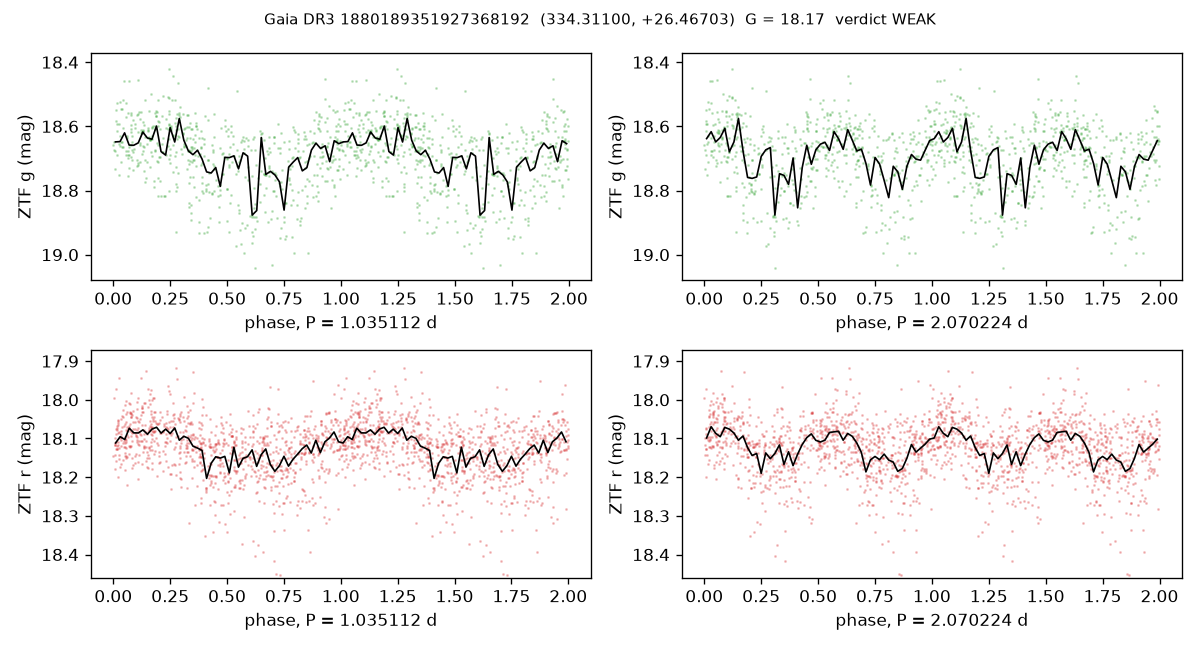 Gaia DR3 1880189351927368192 (334.31100, +26.46703) G = 18.17 verdict WEAK
18.4
18.6
18.8
19.0
ZTF g (mag)
0.00 0.25 0.50 0.75 1.00 1.25 1.50 1.75 2.00
phase, P = 1.035112 d
18.4
18.6
18.8
19.0
ZTF g (mag)
0.00 0.25 0.50 0.75 1.00 1.25 1.50 1.75 2.00
phase, P = 2.070224 d
17.9
18.0
18.1
18.2
18.3
18.4
ZTF r (mag)
0.00 0.25 0.50 0.75 1.00 1.25 1.50 1.75 2.00
phase, P = 1.035112 d
17.9
18.0
18.1
18.2
18.3
18.4
ZTF r (mag)
0.00 0.25 0.50 0.75 1.00 1.25 1.50 1.75 2.00
phase, P = 2.070224 d